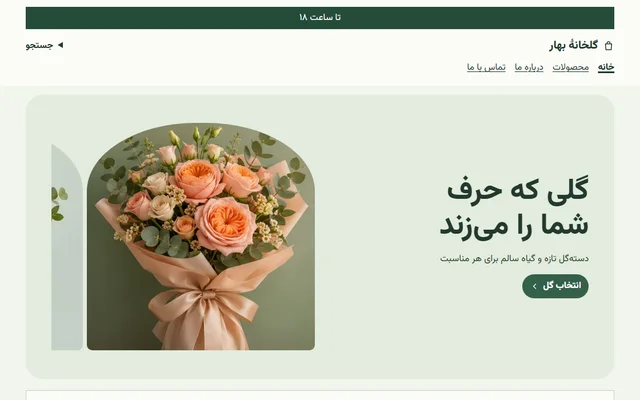 تا ساعت ۱۸
گلخانهٔ بهار
جستجو
خانه محصولات درباره ما تماس با ما
گلی که حرف
شما را می‌زند
دسته‌گل تازه و گیاه سالم برای هر مناسبت
انتخاب گل